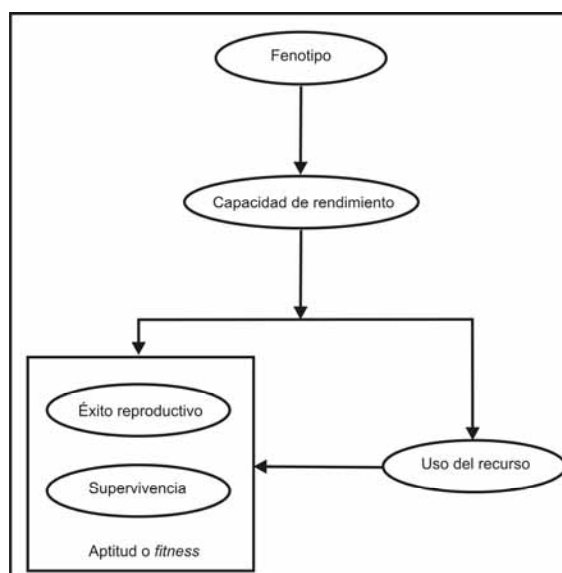 Fenotipo
Capacidad de rendimiento
Éxito reproductivo
Supervivencia
Aptitud o fitness
Uso del recurso